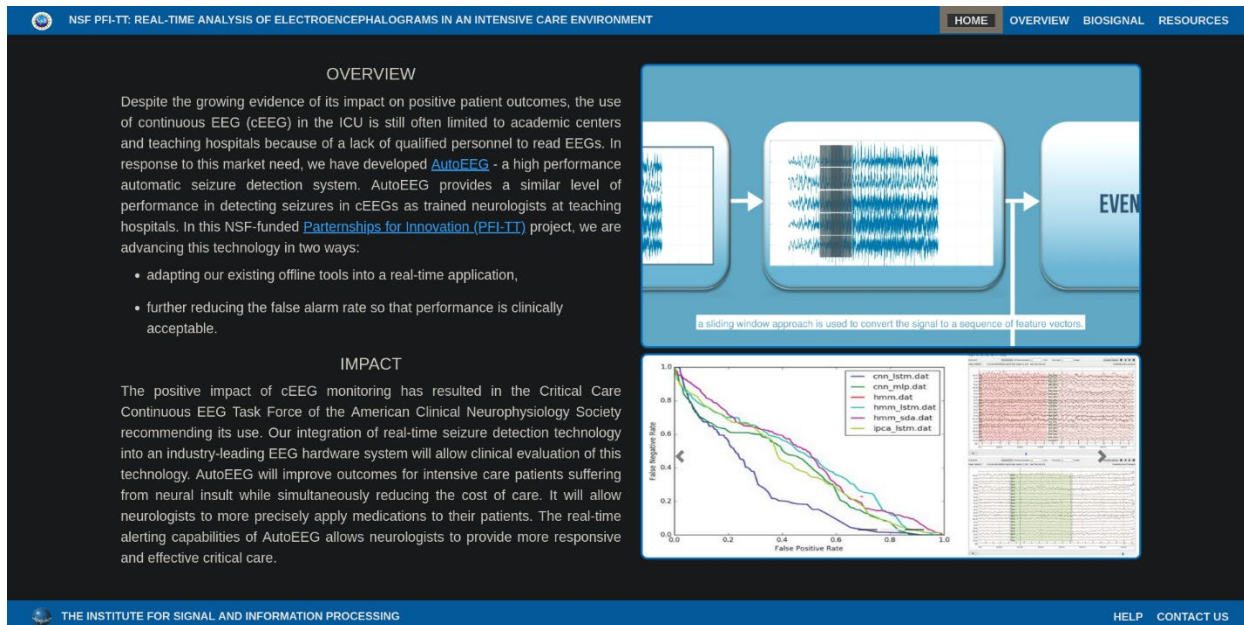 NSF PFI-TT: REAL-TIME ANALYSIS OF ELECTROENCEPHALOGRAMS IN AN INTENSIVE CARE ENVIRONMENT
HOME OVERVIEW BIOSIGNAL RESOURCES
OVERVIEW
Despite the growing evidence of its impact on positive patient outcomes, the use
of continuous EEG (cEEG) in the ICU is still often limited to academic centers
and teaching hospitals because of a lack of qualified personnel to read EEGs. In
response to this market need, we have developed AutoEEG - a high performance
automatic seizure detection system. AutoEEG provides a similar level of
performance in detecting seizures in cEEGs as trained neurologists at teaching
hospitals. In this NSF-funded Parternships for Innovation (PFI-TT) project, we are
advancing this technology in two ways:
• adapting our existing offline tools into a real-time application,
• further reducing the false alarm rate so that performance is clinically
acceptable.
IMPACT
The positive impact of cEEG monitoring has resulted in the Critical Care
Continuous EEG Task Force of the American Clinical Neurophysiology Society
recommending its use. Our integration of real-time seizure detection technology
into an industry-leading EEG hardware system will allow clinical evaluation of this
technology. AutoEEG will improve outcomes for intensive care patients suffering
from neural insult while simultaneously reducing the cost of care. It will allow
neurologists to more precisely apply medications to their patients. The real-time
alerting capabilities of AutoEEG allows neurologists to provide more responsive
and effective critical care.
EVEN
a sliding window approach is used to convert the signal to a sequence of feature vectors.
1.0
0.8
0.6
0.4
0.2
0.0
False Negative Rate
cnn_lstm.dat
cnn_mlp.dat
hmm.dat
hmm_lstm.dat
hmm_sda.dat
ipca_lstm.dat
0.0 0.2 0.4 0.6 0.8 1.0
False Positive Rate
THE INSTITUTE FOR SIGNAL AND INFORMATION PROCESSING
HELP CONTACT US